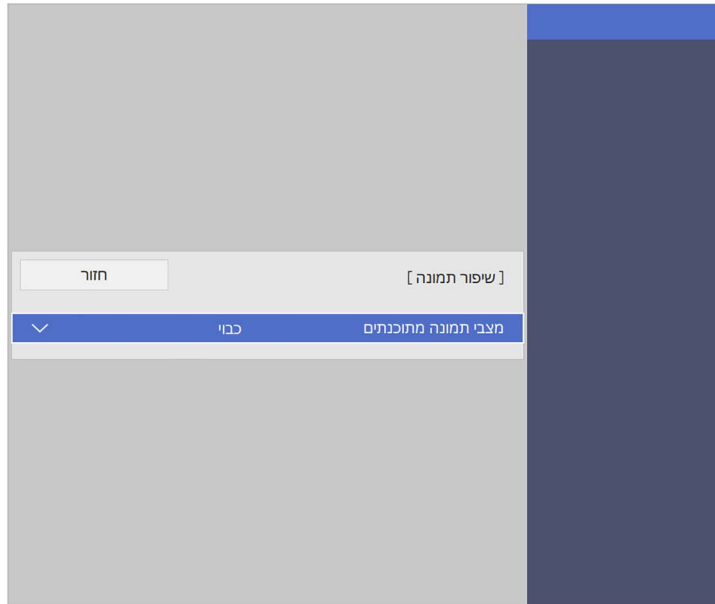 [ שיפור תמונה ]
חזור
מצבי תמונה מתוכנתים
כבוי